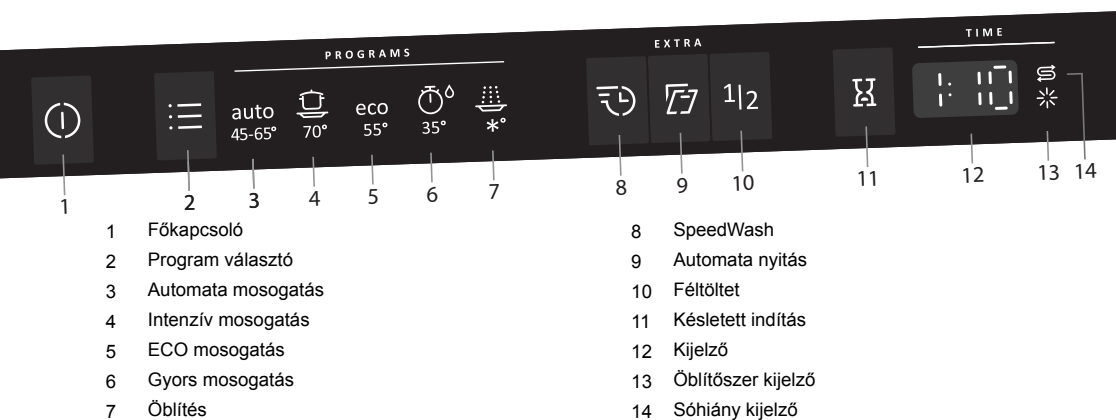 PROGRAMS EXTRA TIME
auto eco 1|2 1:10
45-65° 70° 55° 35° *°
1 2 3 4 5 6 7 8 9 10 11 12 13 14
1 Főkapcsoló
2 Program választó
3 Automata mosogatás
4 Intenzív mosogatás
5 ECO mosogatás
6 Gyors mosogatás
7 Öblítés
8 SpeedWash
9 Automata nyitás
10 Féltöltet
11 Késletett indítás
12 Kijelző
13 Öblítőszer kijelző
14 Sóhiány kijelző